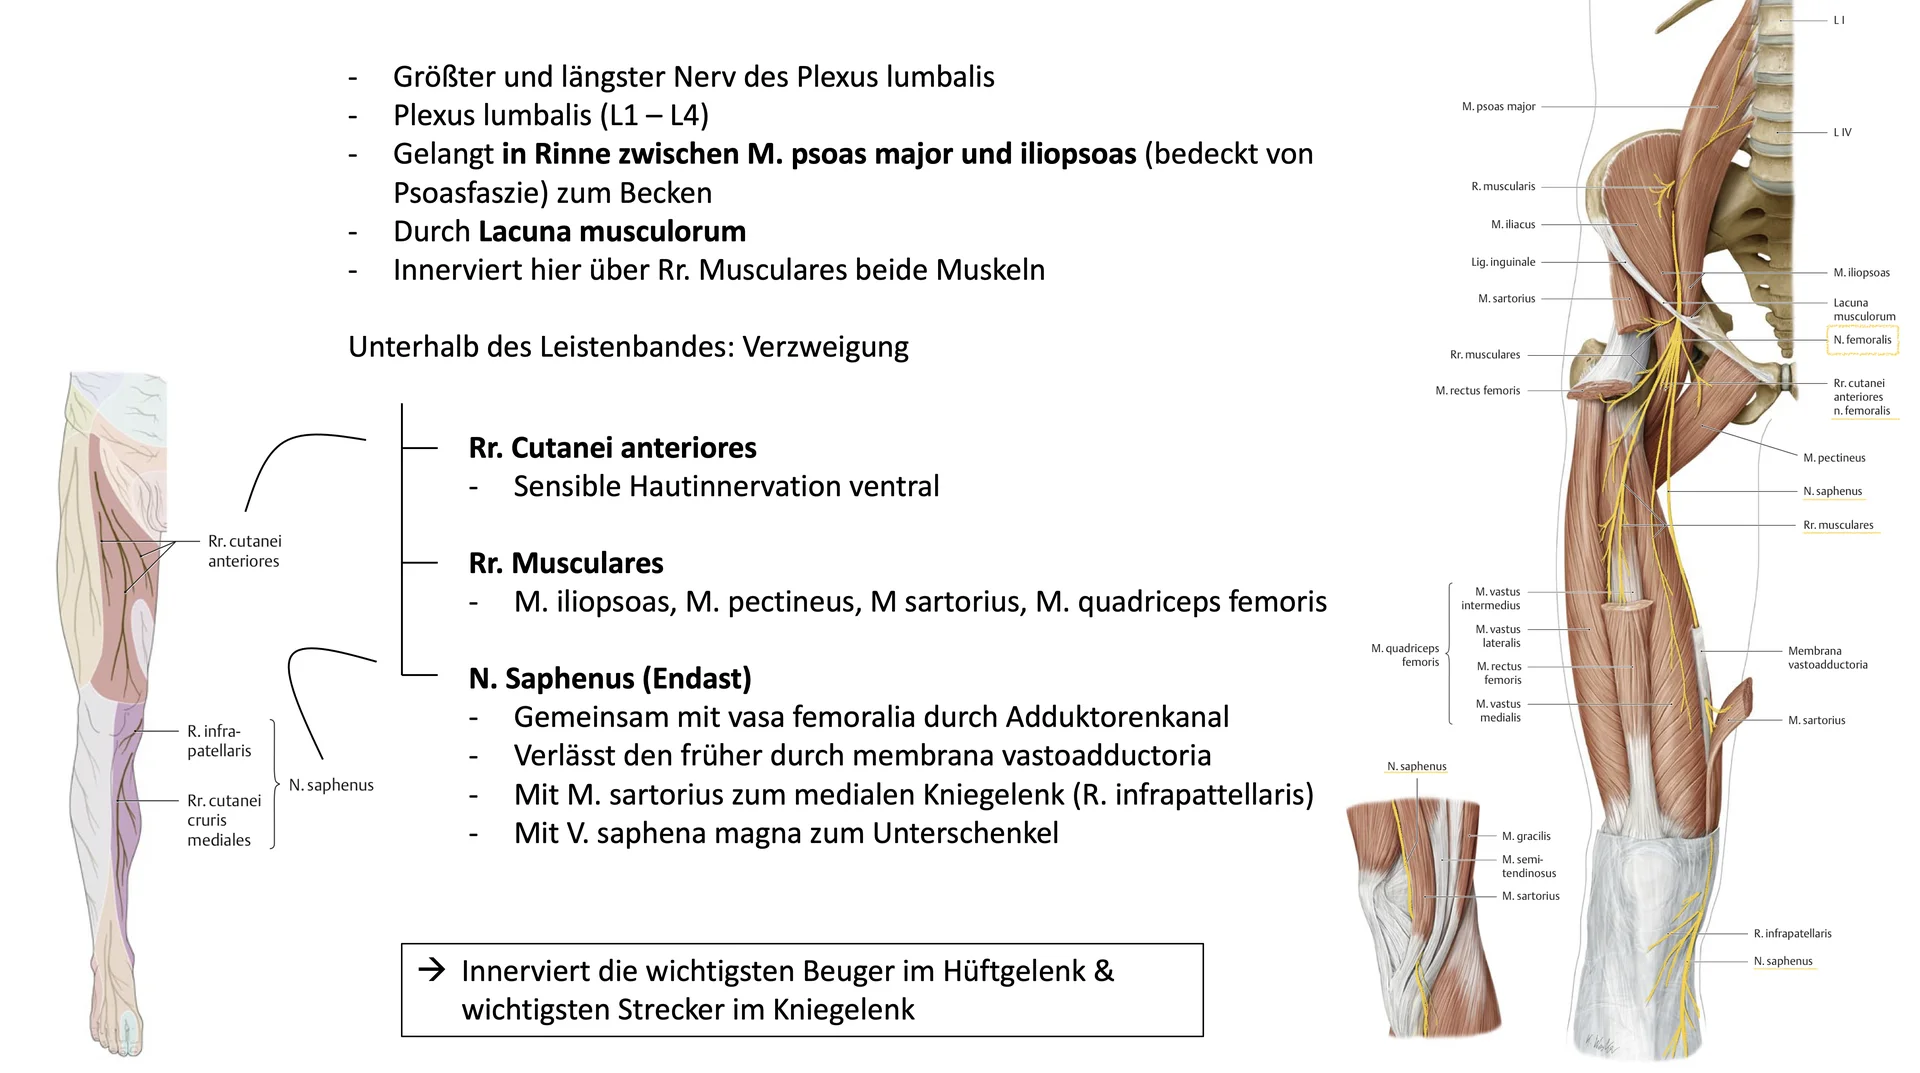 - Größter und längster Nerv des Plexus lumbalis
- Plexus lumbalis (L1 – L4)
- Gelangt in Rinne zwischen M. psoas major und iliopsoas (bedeckt von
Psoasfaszie) zum Becken
- Durch Lacuna musculorum
- Innerviert hier über Rr. Musculares beide Muskeln
Unterhalb des Leistenbandes: Verzweigung
Rr. Cutanei anteriores
- Sensible Hautinnervation ventral
Rr. Musculares
- M. iliopsoas, M. pectineus, M sartorius, M. quadriceps femoris
N. Saphenus (Endast)
- Gemeinsam mit vasa femoralia durch Adduktorenkanal
- Verlässt den früher durch membrana vastoadductoria
- Mit M. sartorius zum medialen Kniegelenk (R. infrapattellaris)
- Mit V. saphena magna zum Unterschenkel
→ Innerviert die wichtigsten Beuger im Hüftgelenk &
wichtigsten Strecker im Kniegelenk
Rr. cutanei
anteriores
R. infra-
patellaris
Rr. cutanei
cruris
mediales
N. saphenus
M. psoas major
R. muscularis
M. iliacus
Lig. inguinale
M. sartorius
Rr. musculares
M. rectus femoris
M. quadriceps
femoris
M. vastus
intermedius
M. vastus
lateralis
M. rectus
femoris
M. vastus
medialis
L I
L IV
M. iliopsoas
Lacuna
musculorum
N. femoralis
Rr. cutanei
anteriores
n. femoralis
M. pectineus
N. saphenus
Rr. musculares
Membrana
vastoadductoria
M. sartorius
R. infrapatellaris
N. saphenus
N. saphenus
M. gracilis
M. semi-
tendinosus
M. sartorius